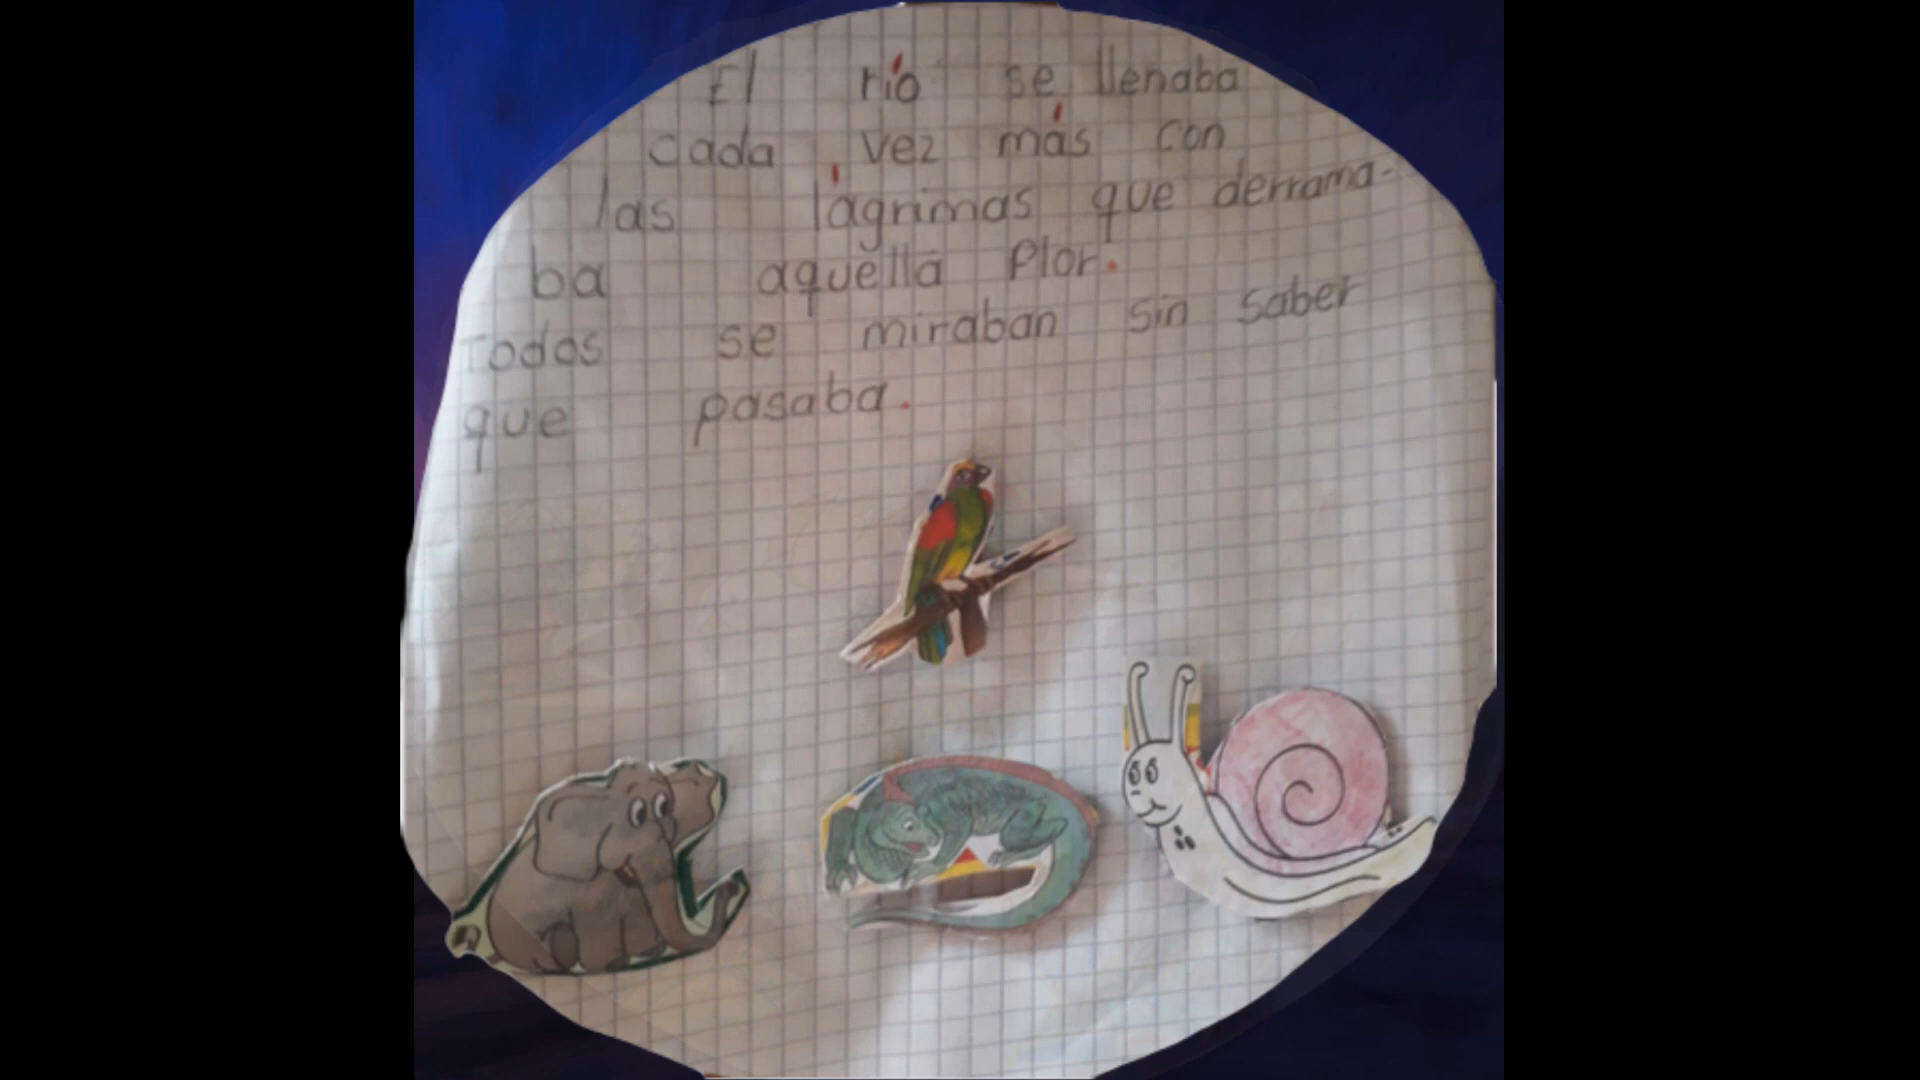 El río se llenaba
cada vez más con
las lágrimas que derrama-
ba aquella flor.
Todos se miraban sin saber
que pasaba.